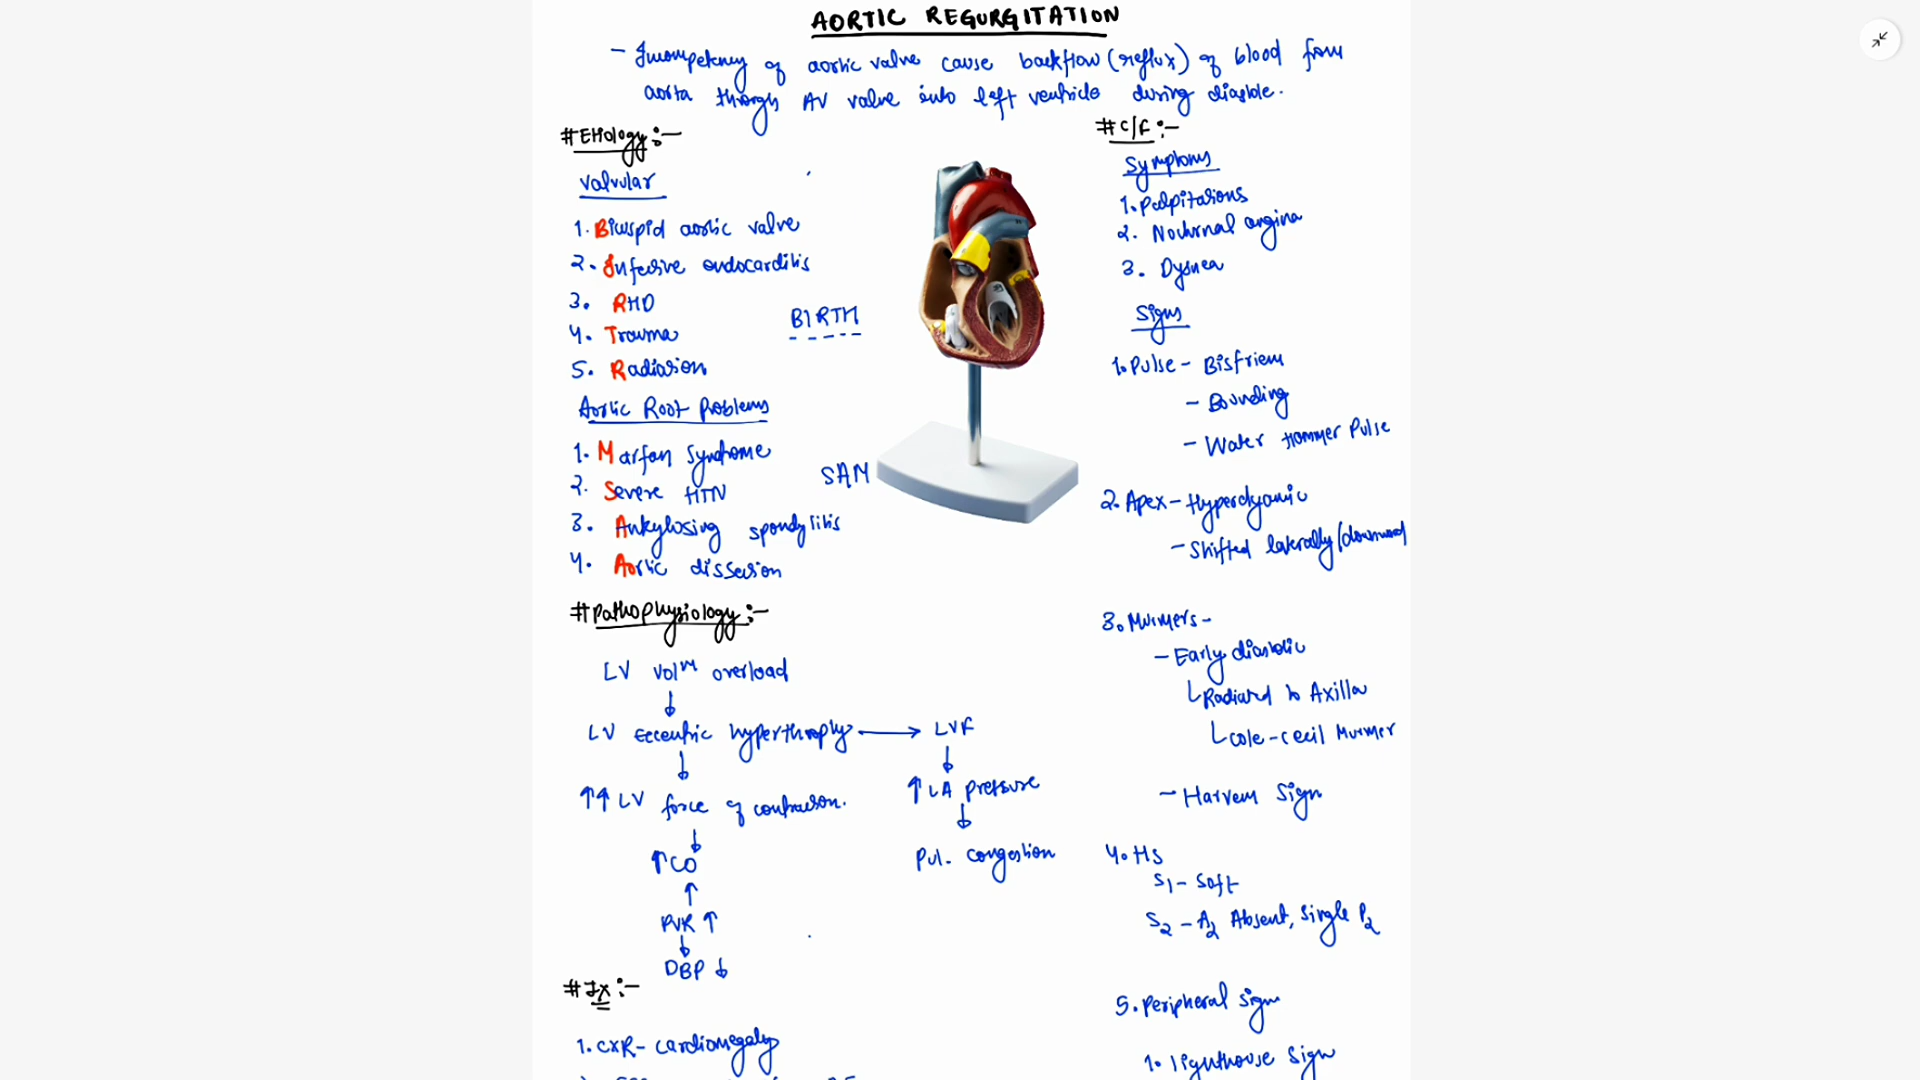 AORTIC REGURGITATION
- Incompetency of aortic valve cause backflow (reflux) of blood from
aorta through AV valve into left ventricle during diastole.
# Etiology :-
Valvular
1. Bicuspid aortic valve
2. Infective endocarditis
3. RHD
4. Trauma
5. Radiation
BIRTH
Aortic Root Problems
1. Marfan Syndrome
2. Severe HTN
3. Ankylosing spondylitis
4. Aortic dissection
SAM
# Pathophysiology :-
LV Volm overload
↓
LV Eccentric hyperthrophy → LVF
↓
↑↑ LV force of contraction.
↓
↑CO
↑
PVR ↑
↓
DBP ↓
↓
↑ LA pressure
↓
Pul. congestion
# Ix :-
1. CXR - cardiomegaly
# C/F :-
Symptoms
1. Palpitations
2. Nocturnal angina
3. Dysnea
Signs
1. Pulse - Bisfriens
- Bounding
- Water Hammer Pulse
2. Apex - Hyperdyamic
- Shifted laterally/downward
3. Murmers -
- Early diastolic
Radiated to Axilla
Cole-cecil Murmer
- Harvem Sign
4. HS
S1 - Soft
S2 - A2 Absent, Single P2
5. Peripheral Sign
1. lighthouse Sign